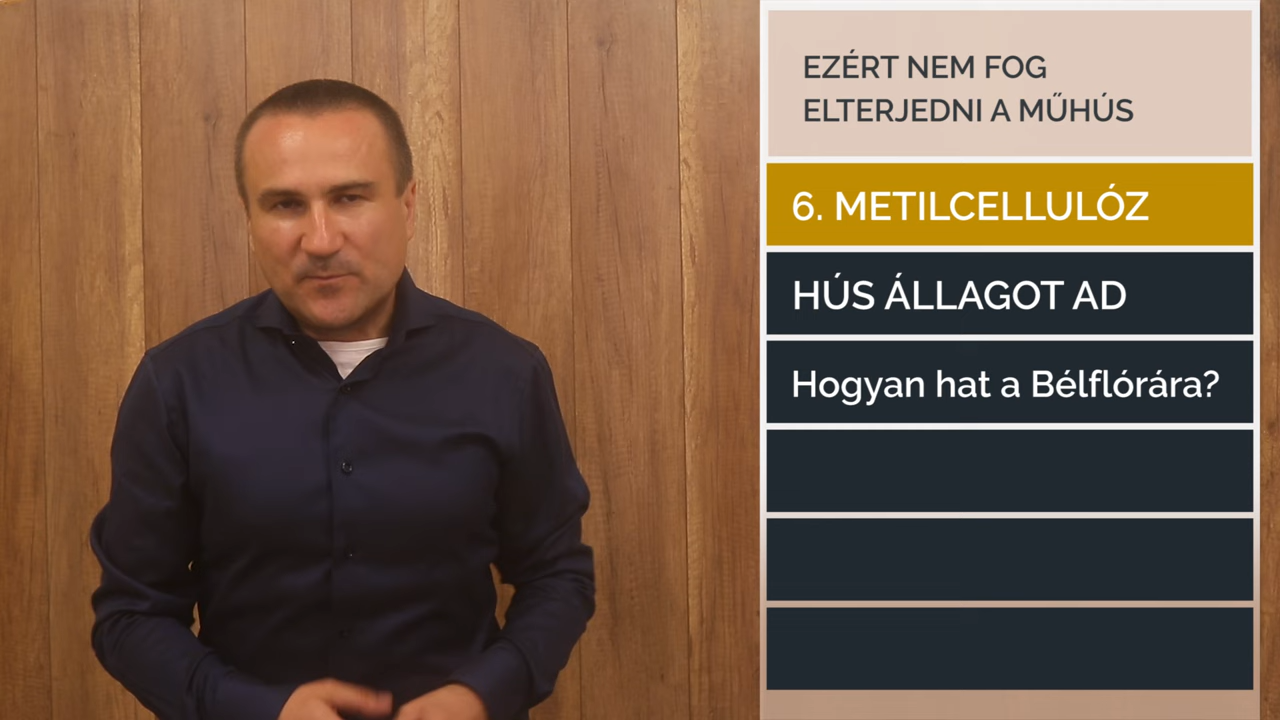 EZÉRT NEM FOG
ELTERJEDNI A MŰHÚS
6. METILCELLULÓZ
HÚS ÁLLAGOT AD
Hogyan hat a Bélflórára?